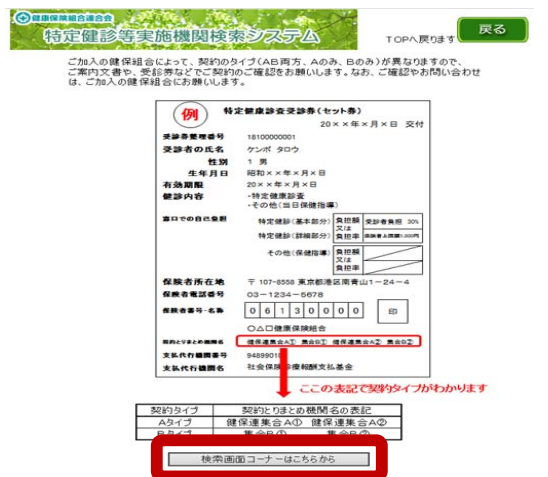 健康保険組合連合会
特定健診等実施機関検索システム
TOPへ戻ります
戻る
ご加入の健保組合によって、契約のタイプ(AB両方、Aのみ、Bのみ)が異なりますので、
ご案内文書や、受診券などでご契約のご確認をお願いします。なお、ご確認やお問い合わせ
は、ご加入の健保組合にお願いします。
例
特定健康診査受診券(セット券)
20××年×月×日 交付
受診券整理番号 18100000001
受診者の氏名 ケンポ タロウ
性別 1 男
生年月日 昭和××年×月×日
有効期限 20××年×月×日
健診内容 ・特定健康診査
・その他(当日保健指導)
窓口での自己負担
特定健診(基本部分) 負担額又は負担率 受診者負担 30%
特定健診(詳細部分)
その他(保健指導) 負担額又は負担率
保険者所在地 〒 107-8558 東京都港区南青山1-24-4
保険者電話番号 03-1234-5678
保険者番号・名称 0 6 1 3 0 0 0 0 印
○△□健康保険組合
契約とりまとめ機関名 健保連集合A① 集合B① 健保連集合A② 集合B②
支払代行機関番号 9489901
支払代行機関名 社会保険診療報酬支払基金
ここの表記で契約タイプがわかります
契約タイプ 契約とりまとめ機関名の表記
Aタイプ 健保連集合A① 健保連集合A②
Bタイプ 集合B① 集合B②
検索画面コーナーはこちらから